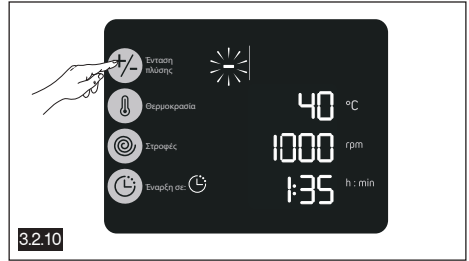 +/-
Ένταση
πλύσης
-
Θερμοκρασία
40 °C
Στροφές
1000 rpm
Έναρξη σε:
1:35 h : min
3.2.10